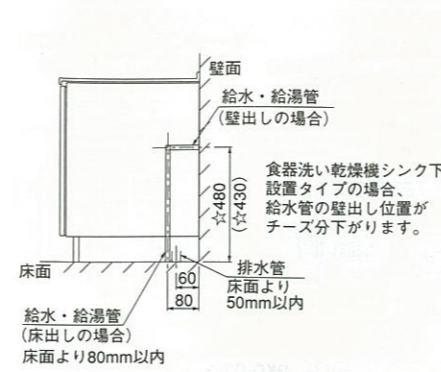 壁面
給水・給湯管
(壁出しの場合)
☆480
(☆430)
食器洗い乾燥機シンク下
設置タイプの場合、
給水管の壁出し位置が
チーズ分下がります。
床面
60
80
排水管
床面より
50mm以内
給水・給湯管
(床出しの場合)
床面より80mm以内